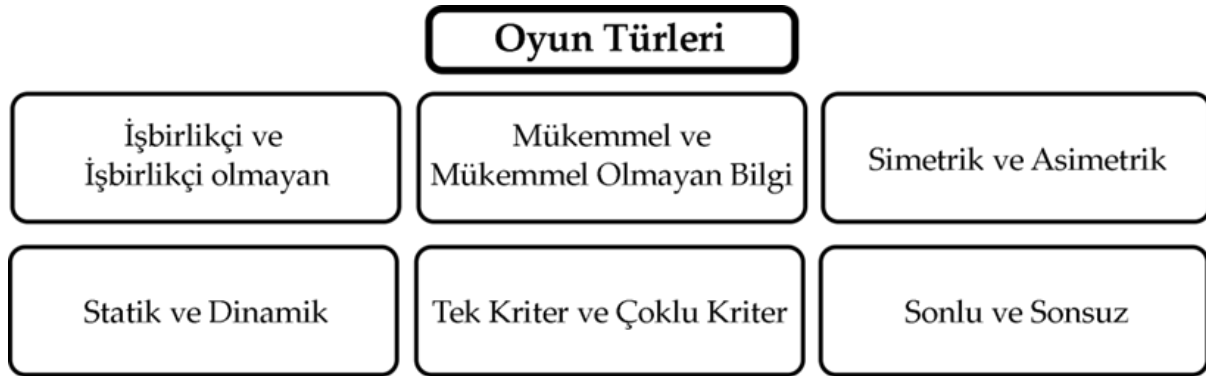 Oyun Türleri
İşbirlikçi ve
İşbirlikçi olmayan
Mükemmel ve
Mükemmel Olmayan Bilgi
Simetrik ve Asimetrik
Statik ve Dinamik
Tek Kriter ve Çoklu Kriter
Sonlu ve Sonsuz